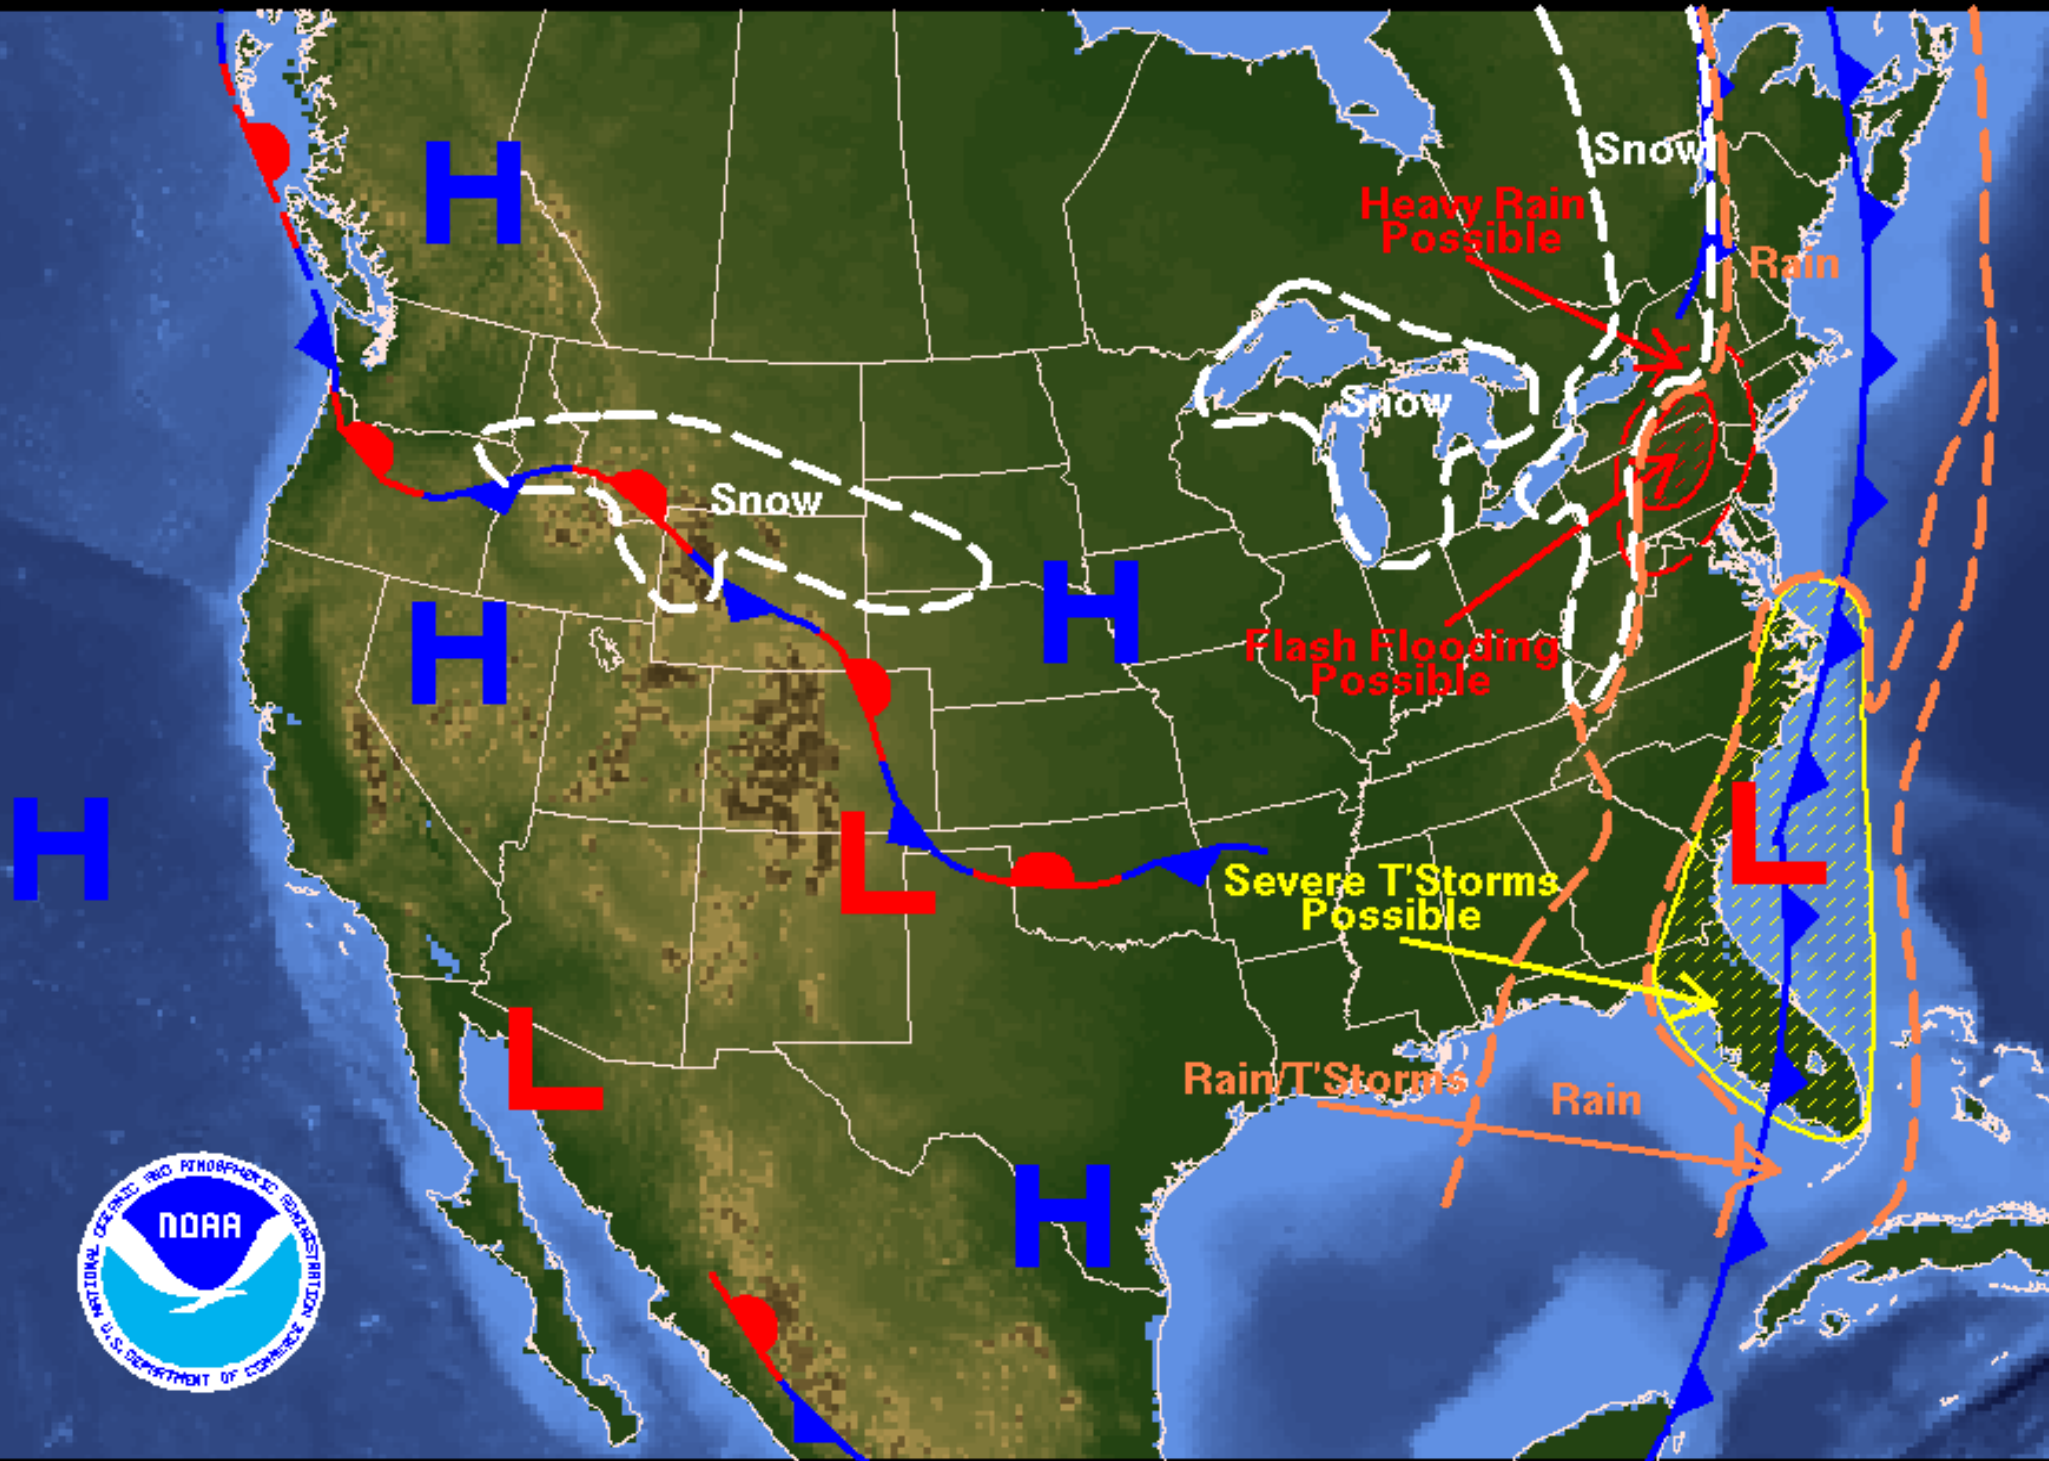 Snow
Heavy Rain
Possible
Rain
H
Snow
Snow
H
H
Flash Flooding
Possible
H
L
L
Severe T'Storms
Possible
L
Rain/T'Storms
Rain
H
NOAA
NATIONAL OCEANIC AND ATMOSPHERIC ADMINISTRATION
U.S. DEPARTMENT OF COMMERCE